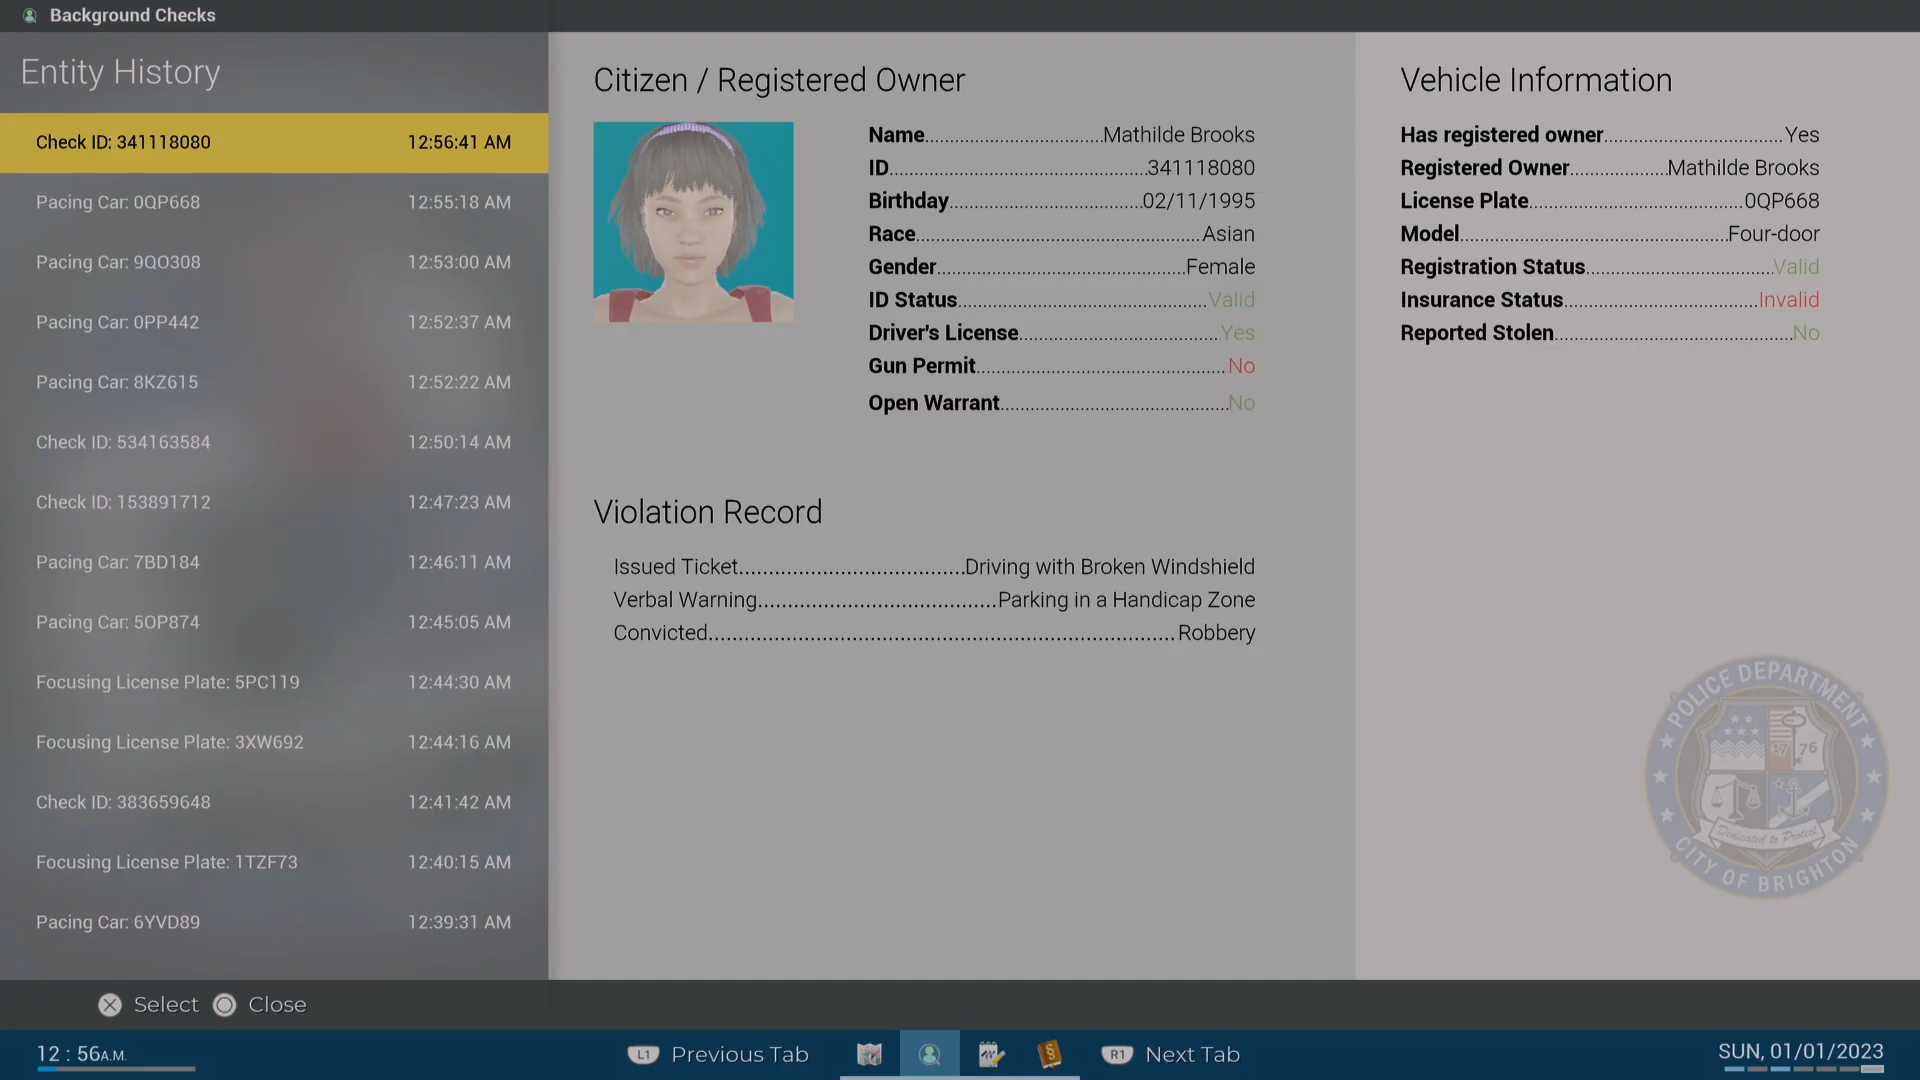 Background Checks
Entity History
Check ID: 341118080 12:56:41 AM
Pacing Car: 0QP668 12:55:18 AM
Pacing Car: 9QO308 12:53:00 AM
Pacing Car: 0PP442 12:52:37 AM
Pacing Car: 8KZ615 12:52:22 AM
Check ID: 534163584 12:50:14 AM
Check ID: 153891712 12:47:23 AM
Pacing Car: 7BD184 12:46:11 AM
Pacing Car: 5OP874 12:45:05 AM
Focusing License Plate: 5PC119 12:44:30 AM
Focusing License Plate: 3XW692 12:44:16 AM
Check ID: 383659648 12:41:42 AM
Focusing License Plate: 1TZF73 12:40:15 AM
Pacing Car: 6YVD89 12:39:31 AM
Citizen / Registered Owner
Name Mathilde Brooks
ID 341118080
Birthday 02/11/1995
Race Asian
Gender Female
ID Status Valid
Driver's License Yes
Gun Permit No
Open Warrant No
Violation Record
Issued Ticket Driving with Broken Windshield
Verbal Warning Parking in a Handicap Zone
Convicted Robbery
Vehicle Information
Has registered owner Yes
Registered Owner Mathilde Brooks
License Plate 0QP668
Model Four-door
Registration Status Valid
Insurance Status Invalid
Reported Stolen No
POLICE DEPARTMENT
17 76
Dedicated to Protect
CITY OF BRIGHTON
Select Close
12 : 56 A.M.
L1 Previous Tab
R1 Next Tab
SUN, 01/01/2023